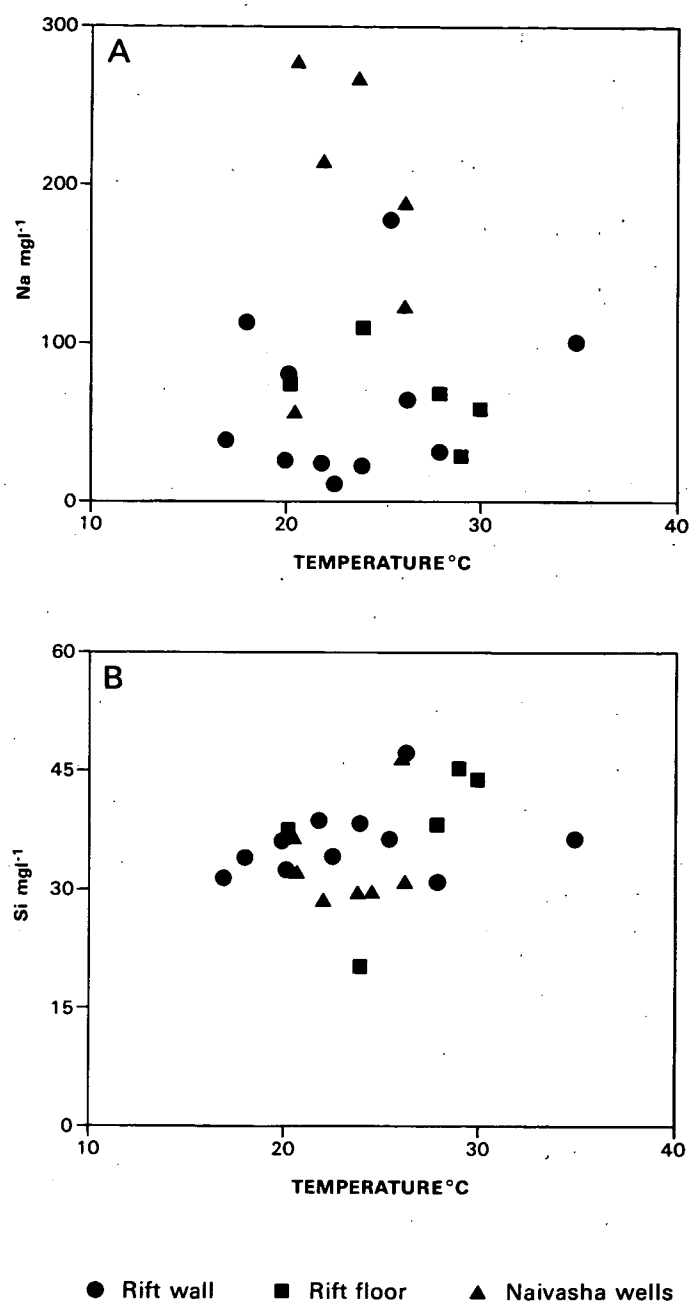 300
A
200
Na mgl-1
100
0
10 20 30 40
TEMPERATURE°C
60
B
45
Si mgl-1
30
15
0
10 20 30 40
TEMPERATURE°C
● Rift wall ■ Rift floor ▲ Naivasha wells